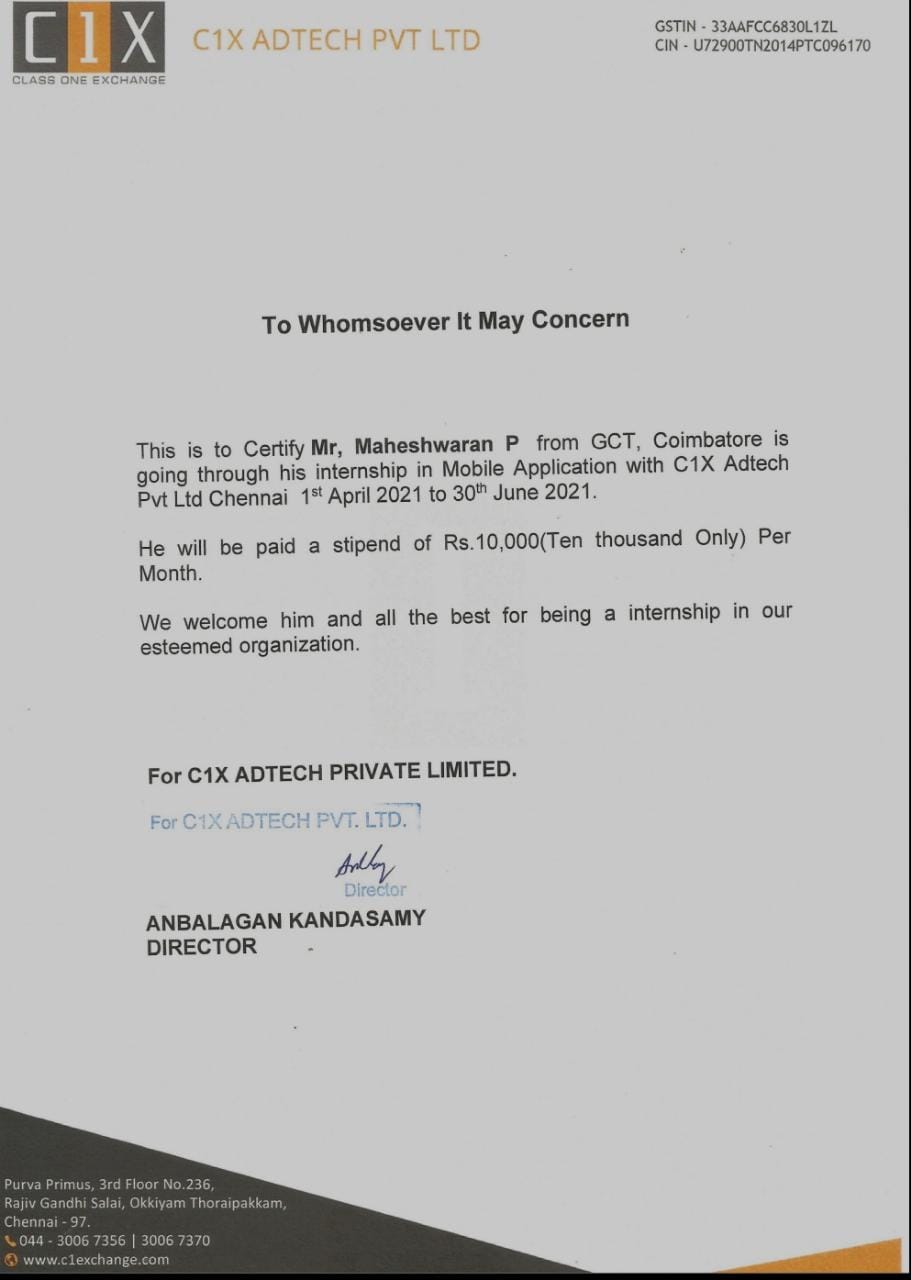 C1X
CLASS ONE EXCHANGE
C1X ADTECH PVT LTD
GSTIN - 33AAFCC6830L1ZL
CIN - U72900TN2014PTC096170
To Whomsoever It May Concern
This is to Certify Mr, Maheshwaran P from GCT, Coimbatore is
going through his internship in Mobile Application with C1X Adtech
Pvt Ltd Chennai 1st April 2021 to 30th June 2021.
He will be paid a stipend of Rs.10,000(Ten thousand Only) Per
Month.
We welcome him and all the best for being a internship in our
esteemed organization.
For C1X ADTECH PRIVATE LIMITED.
For C1X ADTECH PVT. LTD.
Director
ANBALAGAN KANDASAMY
DIRECTOR
Purva Primus, 3rd Floor No.236,
Rajiv Gandhi Salai, Okkiyam Thoraipakkam,
Chennai - 97.
044 - 3006 7356 | 3006 7370
www.c1exchange.com